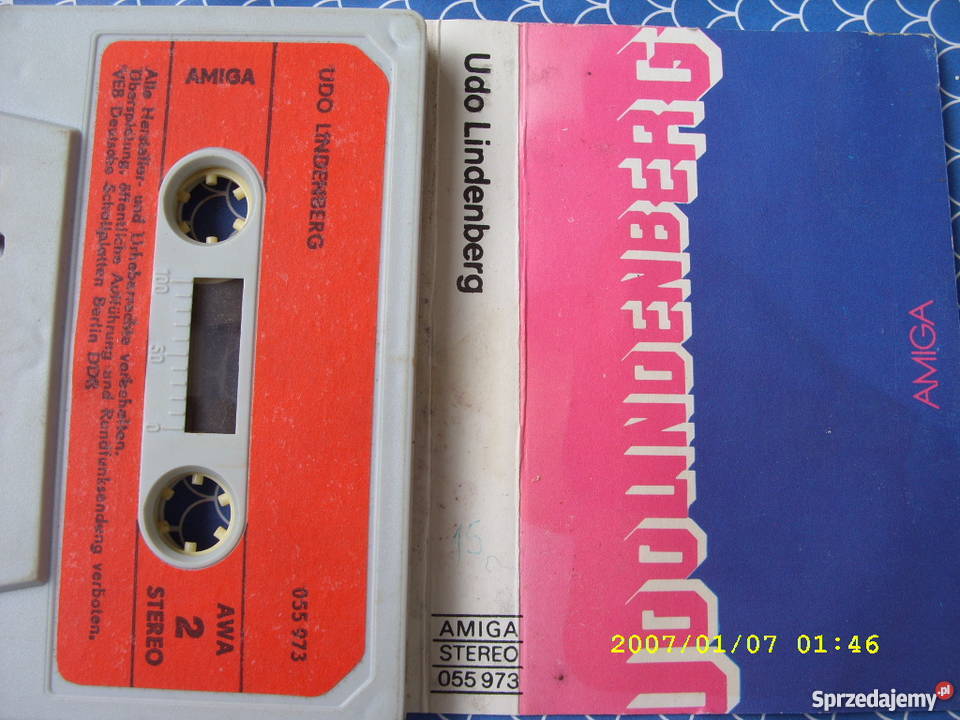 AMIGA
UDO LINDENBERG
Alle Hersteller- und Urheberrechte vorbehalten.
Überspielung, öffentliche Aufführung und Rundfunksendung verboten.
VEB Deutsche Schallplatten Berlin DDR
100 50 0
055 973
AWA
2
STEREO
Udo Lindenberg
15
AMIGA
STEREO
055 973
UDO LINDENBERG
AMIGA
2007/01/07 01:46
Sprzedajemy.pl